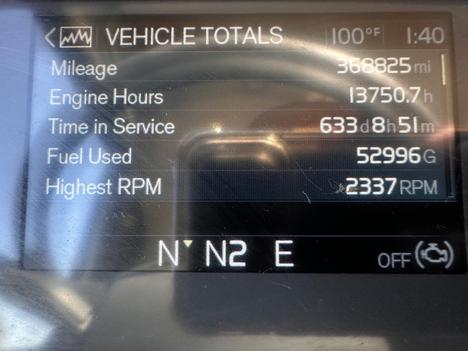 VEHICLE TOTALS 100°F 1:40
Mileage 368825 mi
Engine Hours 13750.7 h
Time in Service 633 d 8 h 51 m
Fuel Used 52996 G
Highest RPM 2337 RPM
N N2 E OFF